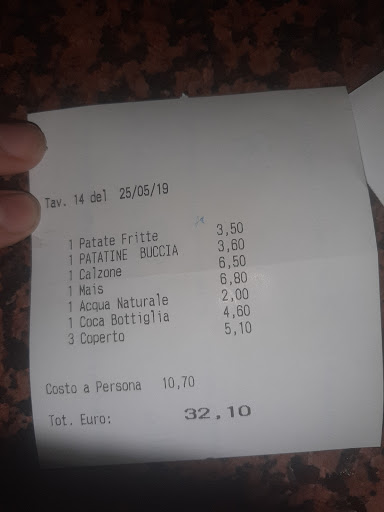 Tav. 14 del 25/05/19
1 Patate Fritte 3,50
1 PATATINE BUCCIA 3,60
1 Calzone 6,50
1 Mais 6,80
1 Acqua Naturale 2,00
1 Coca Bottiglia 4,60
3 Coperto 5,10
Costo a Persona 10,70
Tot. Euro: 32,10